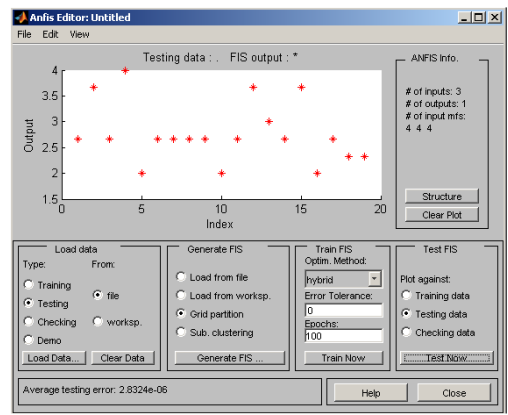 Anfis Editor: Untitled
File Edit View
Testing data : . FIS output : *
4
3.5
3
2.5
2
1.5
Output
0 5 10 15 20
Index
ANFIS Info.
# of inputs: 3
# of outputs: 1
# of input mfs:
4 4 4
Structure
Clear Plot
Load data
Type: From:
Training
Testing
Checking
Demo
file
worksp.
Load Data... Clear Data
Generate FIS
Load from file
Load from worksp.
Grid partition
Sub. clustering
Generate FIS ...
Train FIS
Optim. Method:
hybrid
Error Tolerance:
0
Epochs:
100
Train Now
Test FIS
Plot against:
Training data
Testing data
Checking data
Test Now
Average testing error: 2.8324e-06
Help Close